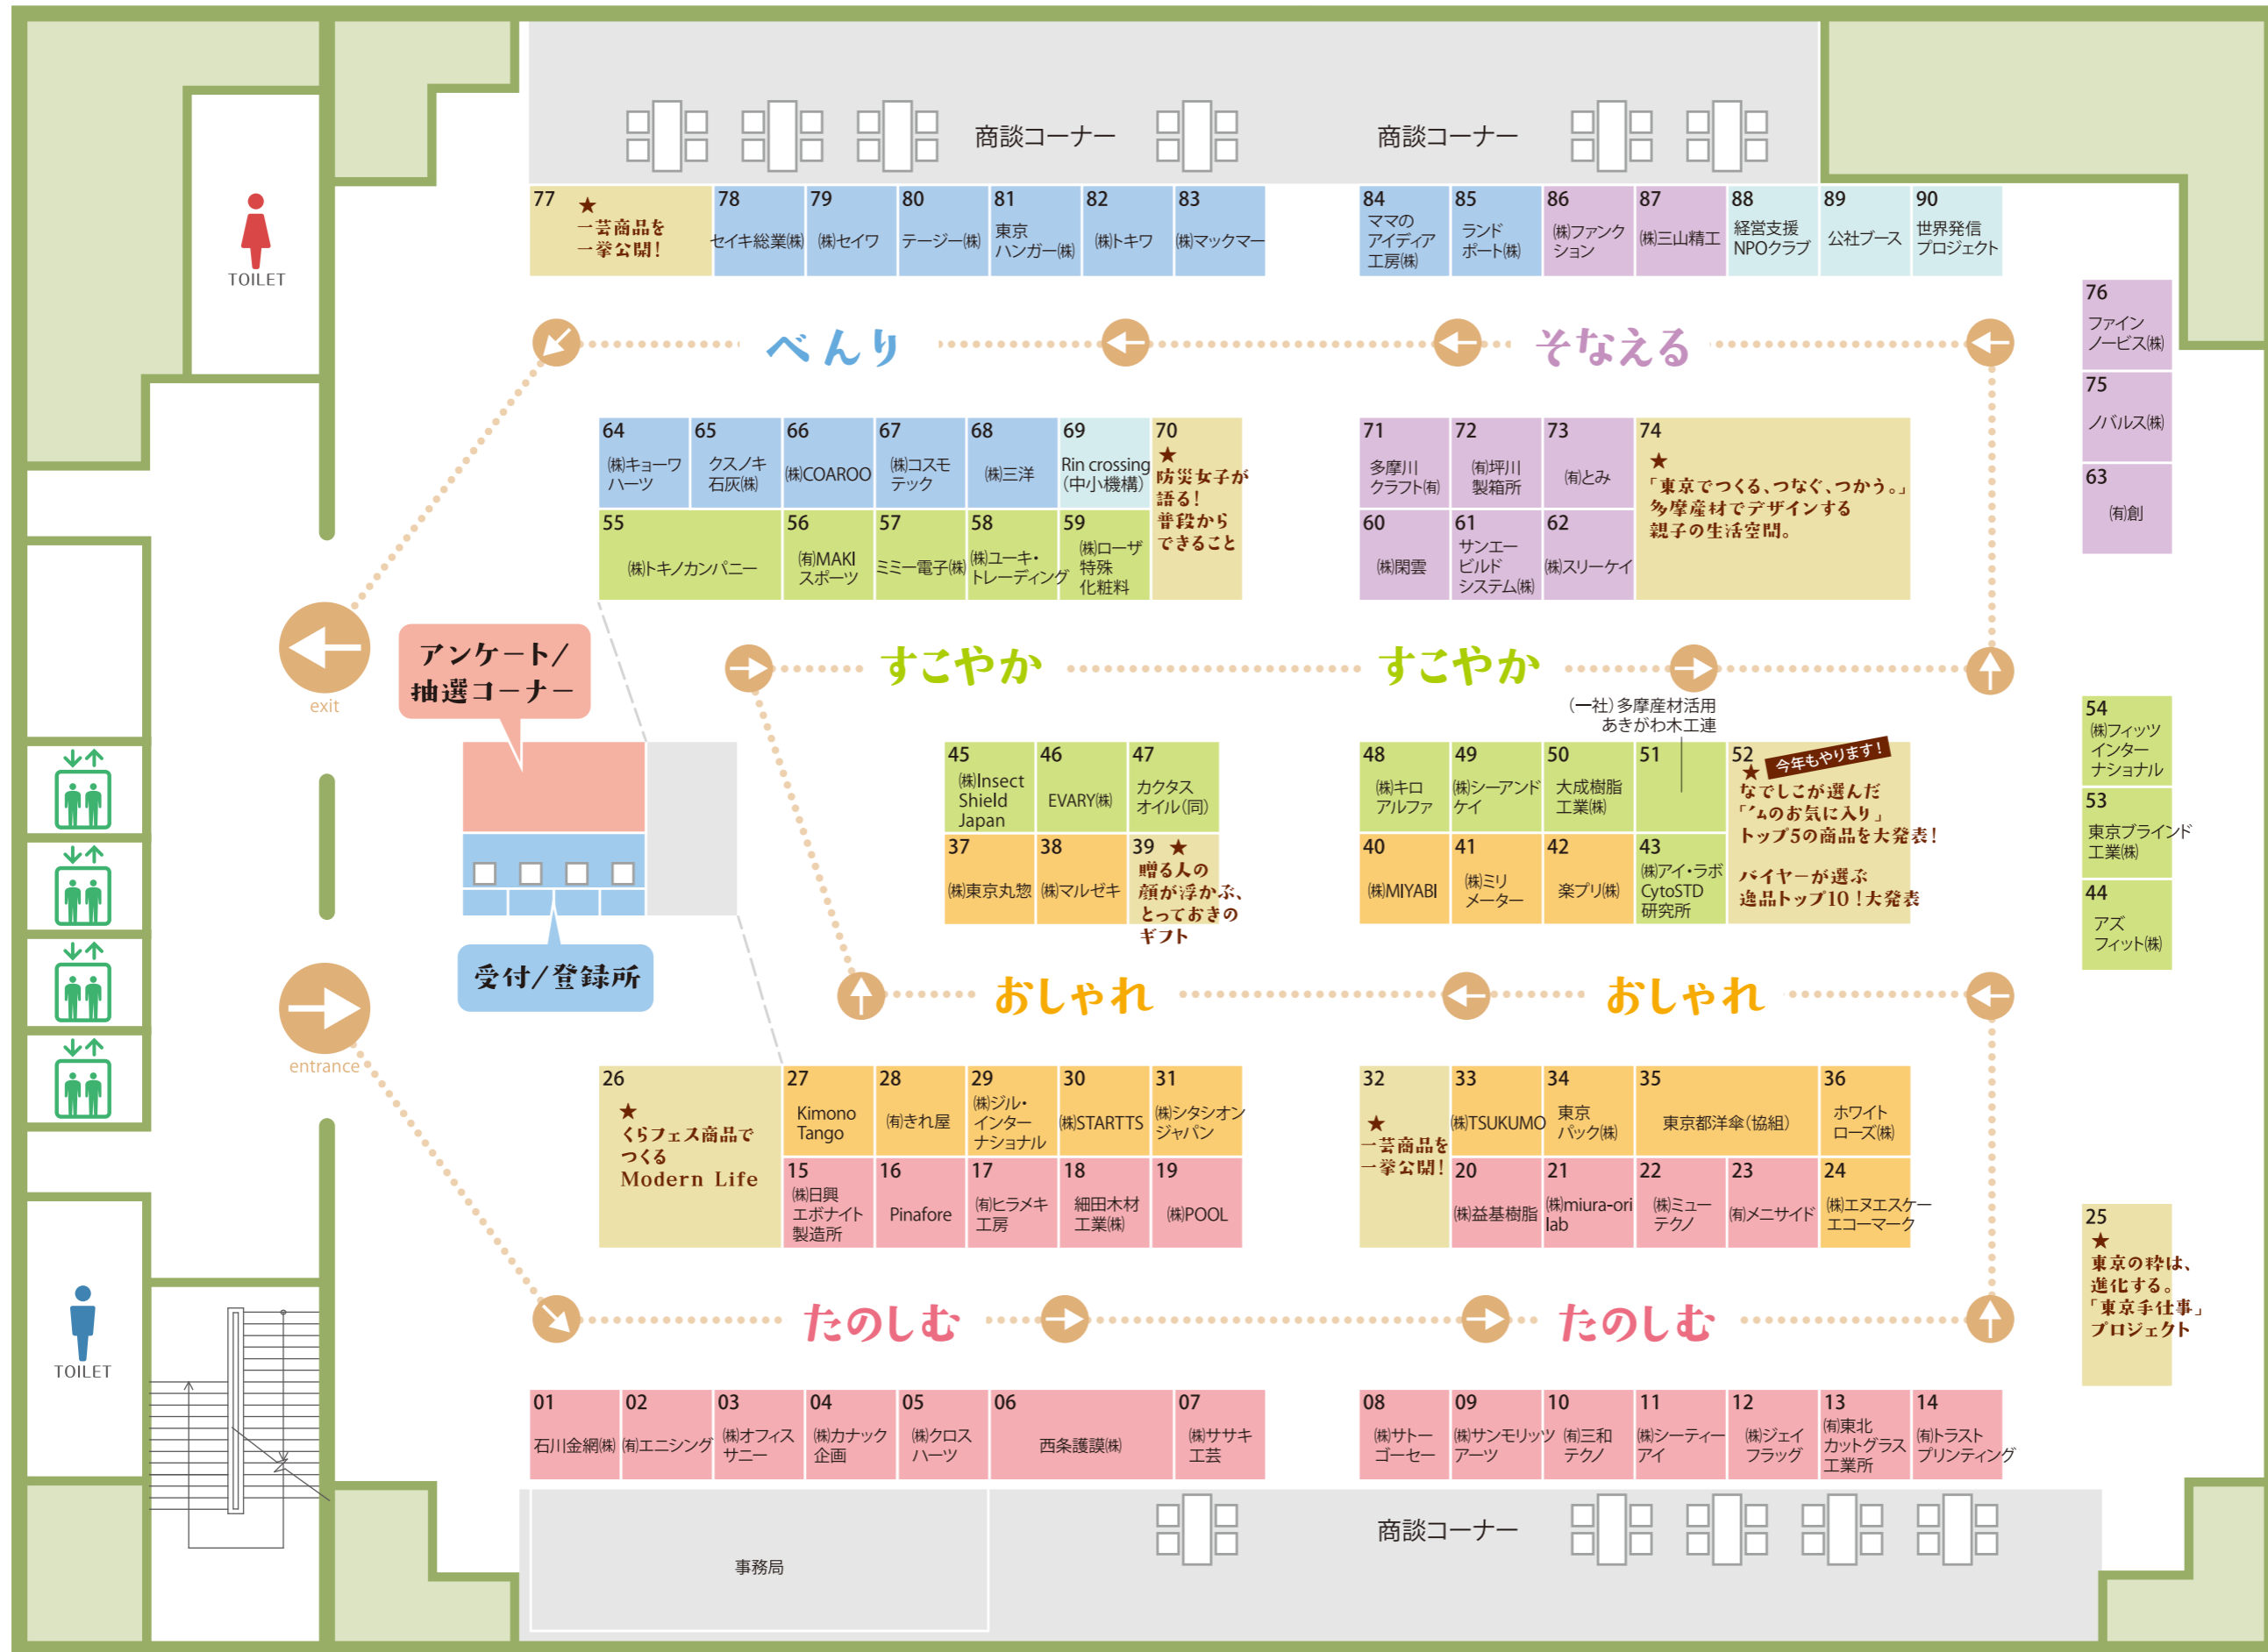 TOILET
商談コーナー
商談コーナー
77
★
一芸商品を
一挙公開！
78
セイキ総業㈱
79
㈱セイワ
80
テージー㈱
81
東京
ハンガー㈱
82
㈱トキワ
83
㈱マックマー
84
ママの
アイディア
工房㈱
85
ランド
ポート㈱
86
㈱ファンク
ション
87
㈱三山精工
88
経営支援
NPOクラブ
89
公社ブース
90
世界発信
プロジェクト
76
ファイン
ノービス㈱
75
ノバルス㈱
63
㈲創
べんり
そなえる
64
㈱キョーワ
ハーツ
65
クスノキ
石灰㈱
66
㈱COAROO
67
㈱コスモ
テック
68
㈱三洋
69
Rin crossing
（中小機構）
70
★
防災女子が
語る！
普段から
できること
71
多摩川
クラフト㈲
72
㈲坪川
製箱所
73
㈲とみ
74
★
「東京でつくる、つなぐ、つかう。」
多摩産材でデザインする
親子の生活空間。
55
㈱トキノカンパニー
56
㈲MAKI
スポーツ
57
ミミー電子㈱
58
㈱ユーキ・
トレーディング
59
㈱ローザ
特殊
化粧料
60
㈱閑雲
61
サンエー
ビルド
システム㈱
62
㈱スリーケイ
exit
アンケート/
抽選コーナー
すこやか
すこやか
（一社）多摩産材活用
あきがわ木工連
45
㈱Insect
Shield
Japan
46
EVARY㈱
47
カクタス
オイル（同）
48
㈱キロ
アルファ
49
㈱シーアンド
ケイ
50
大成樹脂
工業㈱
51
52
★
今年もやります！
なでしこが選んだ
トップ5の商品を大発表！
バイヤーが選ぶ
逸品トップ10！大発表
54
㈱フィッツ
インター
ナショナル
53
東京ブラインド
工業㈱
44
アズ
フィット㈱
37
㈱東京丸惣
38
㈱マルゼキ
39 ★
贈る人の
顔が浮かぶ、
とっておきの
ギフト
40
㈱MIYABI
41
㈱ミリ
メーター
42
楽プリ㈱
43
㈱アイ・ラボ
CytoSTD
研究所
受付/登録所
entrance
おしゃれ
おしゃれ
26
★
くらフェス商品で
つくる
Modern Life
27
Kimono
Tango
28
㈲きれ屋
29
㈱ジル・
インター
ナショナル
30
㈱STARTTS
31
㈱シタシオン
ジャパン
32
★
一芸商品を
一挙公開！
33
㈱TSUKUMO
34
東京
パック㈱
35
東京都洋傘（協組）
36
ホワイト
ローズ㈱
15
㈱日興
エボナイト
製造所
16
Pinafore
17
㈲ヒラメキ
工房
18
細田木材
工業㈱
19
㈱POOL
20
㈱益基樹脂
21
㈱miura-ori
lab
22
㈱ミュー
テクノ
23
㈲メニサイド
24
㈱エヌエスケー
エコーマーク
25
★
東京の粋は、
進化する。
「東京手仕事」
プロジェクト
TOILET
たのしむ
たのしむ
01
石川金網㈱
02
㈲エニシング
03
㈱オフィス
サニー
04
㈱カナック
企画
05
㈱クロス
ハーツ
06
西条護謨㈱
07
㈱ササキ
工芸
08
㈱サトー
ゴーセー
09
㈱サンモリッツ
アーツ
10
㈲三和
テクノ
11
㈱シーティー
アイ
12
㈱ジェイ
フラッグ
13
㈲東北
カットグラス
工業所
14
㈲トラスト
プリンティング
事務局
商談コーナー